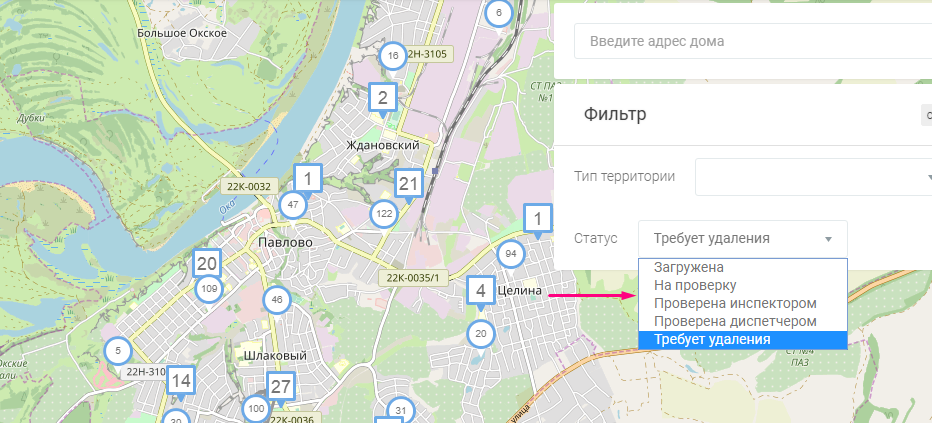 Большое Окское
6
16
22Н-3105
СТ ПАЗ
№1
2
Дубки
Ждановский
1
22К-0032
21
Ока
47
122
Павлово
1
94
20
109
22К-0035/1
46
4
Целина
20
5
Шлаковый
Окские
22Н-310
14
27
100
31
30
22К-0036
улица
СТ №4
ПАЗ
Введите адрес дома
Фильтр
с
Тип территории
Статус
Требует удаления
Загружена
На проверку
Проверена инспектором
Проверена диспетчером
Требует удаления